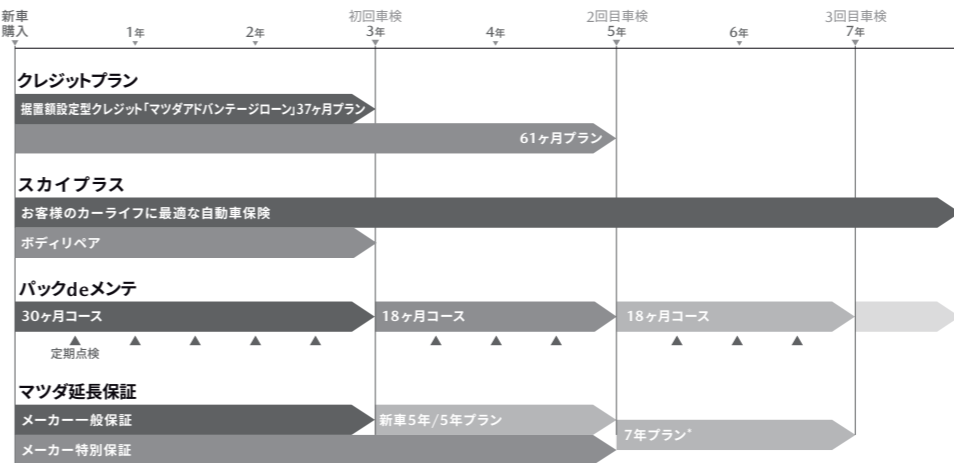 新車
購入
1年
2年
初回車検
3年
4年
2回目車検
5年
6年
3回目車検
7年
クレジットプラン
据置額設定型クレジット「マツダアドバンテージローン」37ヶ月プラン
61ヶ月プラン
スカイプラス
お客様のカーライフに最適な自動車保険
ボディリペア
パックdeメンテ
30ヶ月コース
18ヶ月コース
18ヶ月コース
定期点検
マツダ延長保証
メーカー一般保証
新車5年/5年プラン
7年プラン*
メーカー特別保証